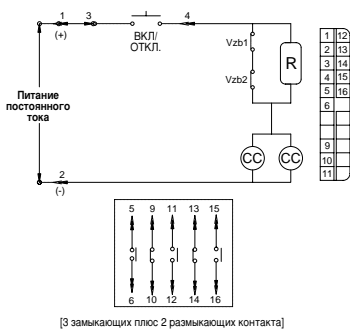 1 3 4
(+)
ВКЛ/
ОТКЛ.
Vzb1
Vzb2
R
Питание
постоянного
тока
CC CC
2
(-)
1 12
2 13
3 14
4 15
5 16
6
9
10
11
5 9 11 13 15
6 10 12 14 16
[3 замыкающих плюс 2 размыкающих контакта]